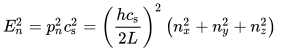 $E_n^2 = p_n^2 c_s^2 = \left( \frac{hc_s}{2L} \right)^2 \left( n_x^2 + n_y^2 + n_z^2 \right)$